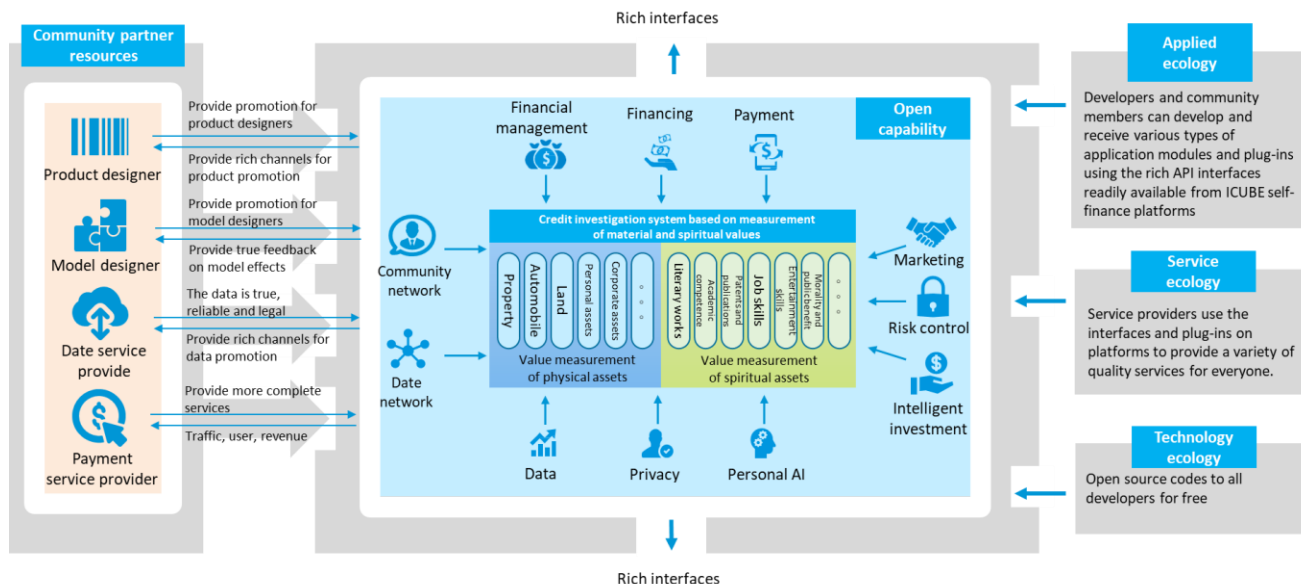 Rich interfaces
Community partner
resources
Product designer
Model designer
Date service
provide
Payment
service provider
Provide promotion for
product designers
Provide rich channels for
product promotion
Provide promotion for
model designers
Provide true feedback
on model effects
The data is true,
reliable and legal
Provide rich channels for
data promotion
Provide more complete
services
Traffic, user, revenue
Financial
management
Financing
Payment
Open
capability
Community
network
Date
network
Credit investigation system based on measurement
of material and spiritual values
Property
Automobile
Land
Personal assets
Corporate assets
Literary works
Academic
competence
Patents and
publications
Job skills
Entertainment
skills
Morality and
public benefit
Value measurement
of physical assets
Value measurement
of spiritual assets
Marketing
Risk control
Intelligent
investment
Data
Privacy
Personal AI
Applied
ecology
Developers and community
members can develop and
receive various types of
application modules and plug-ins
using the rich API interfaces
readily available from ICUBE self-
finance platforms
Service
ecology
Service providers use the
interfaces and plug-ins on
platforms to provide a variety of
quality services for everyone.
Technology
ecology
Open source codes to all
developers for free
Rich interfaces